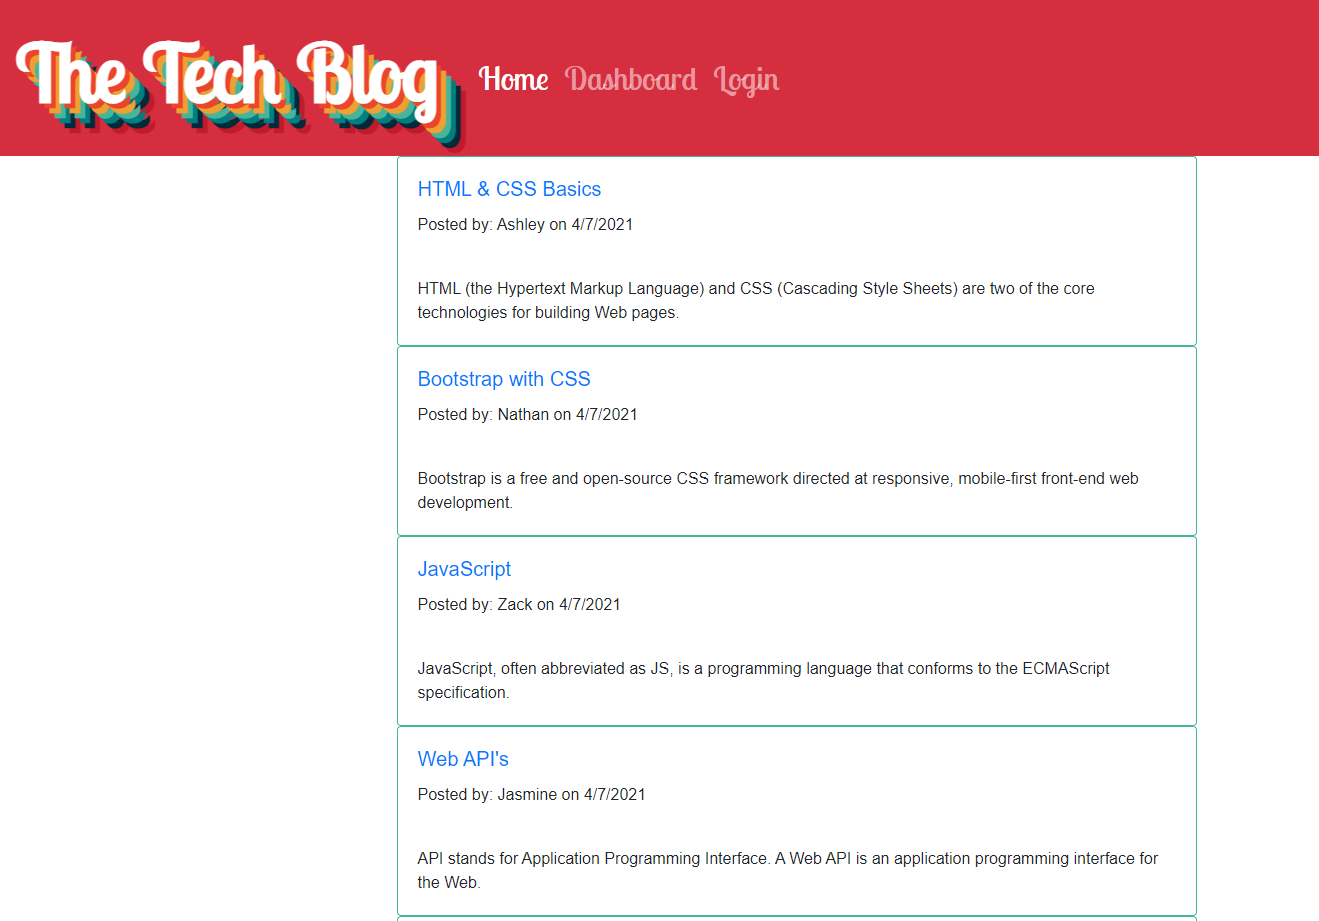 The Tech Blog Home Dashboard Login
HTML & CSS Basics
Posted by: Ashley on 4/7/2021
HTML (the Hypertext Markup Language) and CSS (Cascading Style Sheets) are two of the core
technologies for building Web pages.
Bootstrap with CSS
Posted by: Nathan on 4/7/2021
Bootstrap is a free and open-source CSS framework directed at responsive, mobile-first front-end web
development.
JavaScript
Posted by: Zack on 4/7/2021
JavaScript, often abbreviated as JS, is a programming language that conforms to the ECMAScript
specification.
Web API's
Posted by: Jasmine on 4/7/2021
API stands for Application Programming Interface. A Web API is an application programming interface for
the Web.